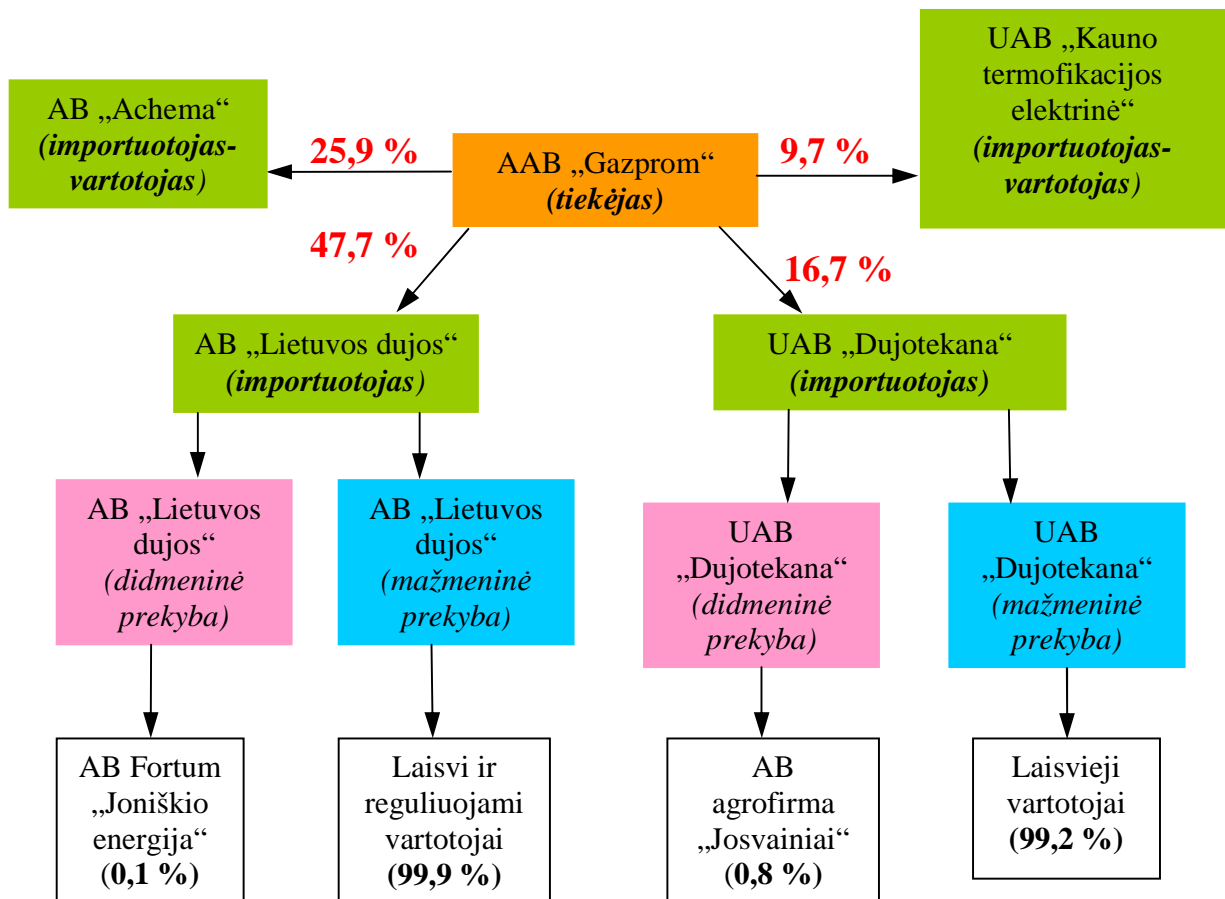 AB „Achema“
(importuotojas-
vartotojas)
25,9 %
AAB „Gazprom“
(tiekėjas)
9,7 %
UAB „Kauno
termofikacijos
elektrinė“
(importuotojas-
vartotojas)
47,7 %
16,7 %
AB „Lietuvos dujos“
(importuotojas)
UAB „Dujotekana“
(importuotojas)
AB „Lietuvos
dujos“
(didmeninė
prekyba)
AB „Lietuvos
dujos“
(mažmeninė
prekyba)
UAB
„Dujotekana“
(didmeninė
prekyba)
UAB
„Dujotekana“
(mažmeninė
prekyba)
AB Fortum
„Joniškio
energija“
(0,1 %)
Laisvi ir
reguliuojami
vartotojai
(99,9 %)
AB
agrofirma
„Josvainiai“
(0,8 %)
Laisvieji
vartotojai
(99,2 %)